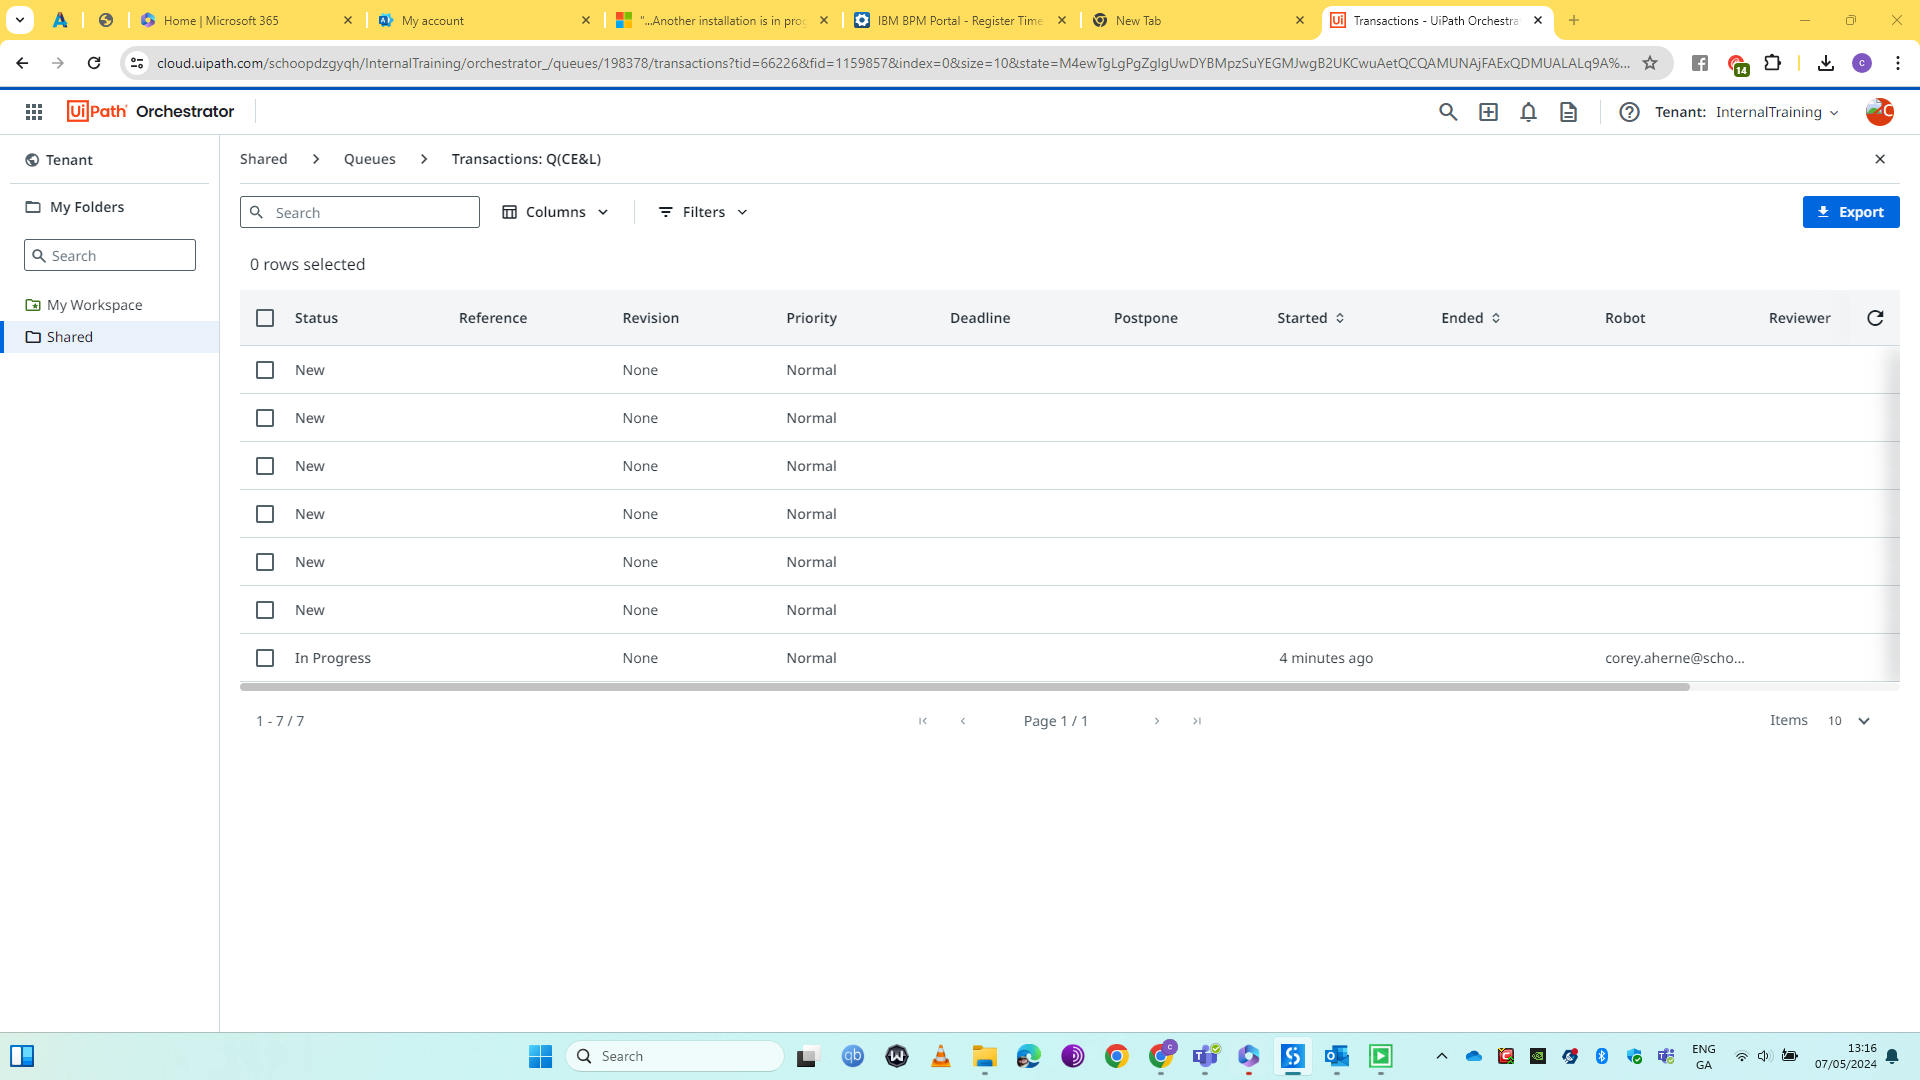 Home | Microsoft 365
My account
"...Another installation is in prog
IBM BPM Portal - Register Time
New Tab
Transactions - UiPath Orchestra
cloud.uipath.com/schoopdzgyqh/InternalTraining/orchestrator_/queues/198378/transactions?tid=66226&fid=1159857&index=0&size=10&state=M4ewTgLgPgZglgUwDYBMpzSuYEGMJwgB2UKCwuAetQCQAMUNAjFAExQDMUALALq9A%...
14
c
UiPath Orchestrator
Tenant: InternalTraining
Tenant
My Folders
Search
My Workspace
Shared
Shared > Queues > Transactions: Q(CE&L)
Search
Columns
Filters
Export
0 rows selected
Status Reference Revision Priority Deadline Postpone Started Ended Robot Reviewer
New None Normal
New None Normal
New None Normal
New None Normal
New None Normal
New None Normal
In Progress None Normal 4 minutes ago corey.aherne@scho...
1 - 7 / 7
Page 1 / 1
Items 10
Search
ENG
GA
13:16
07/05/2024